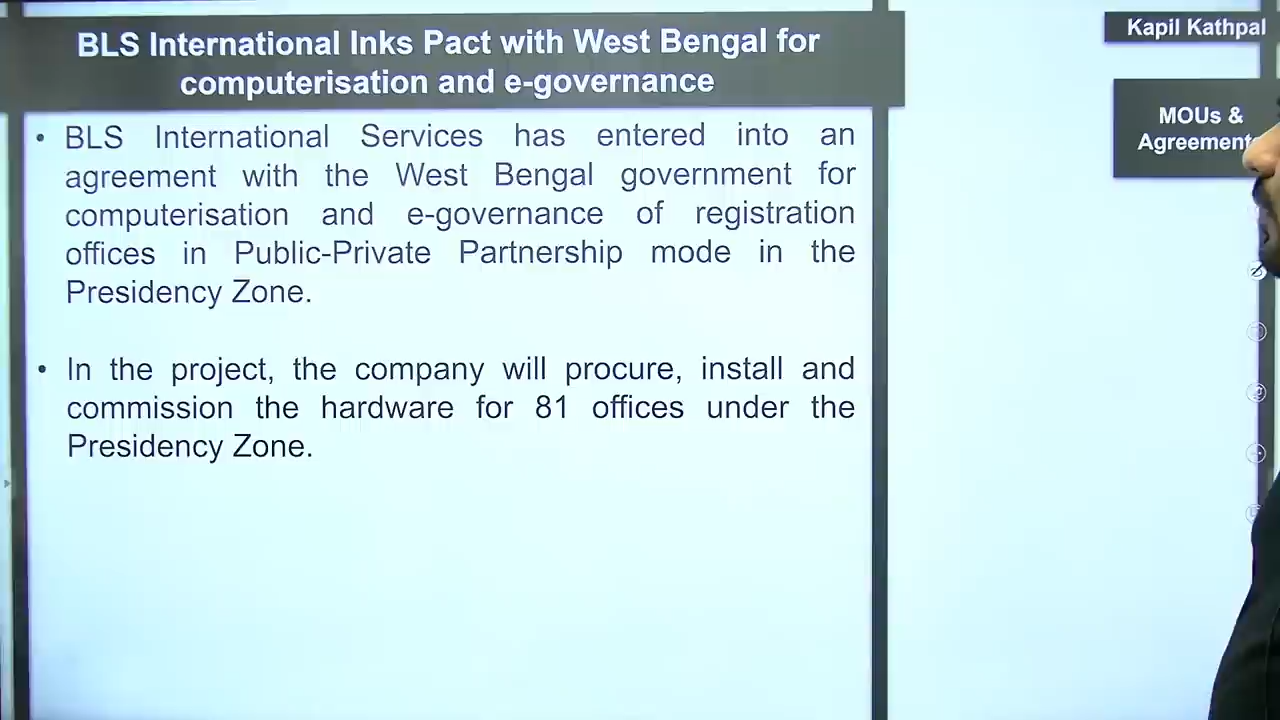 BLS International Inks Pact with West Bengal for
computerisation and e-governance
Kapil Kathpal
MOUs &
Agreements
• BLS International Services has entered into an
agreement with the West Bengal government for
computerisation and e-governance of registration
offices in Public-Private Partnership mode in the
Presidency Zone.
• In the project, the company will procure, install and
commission the hardware for 81 offices under the
Presidency Zone.